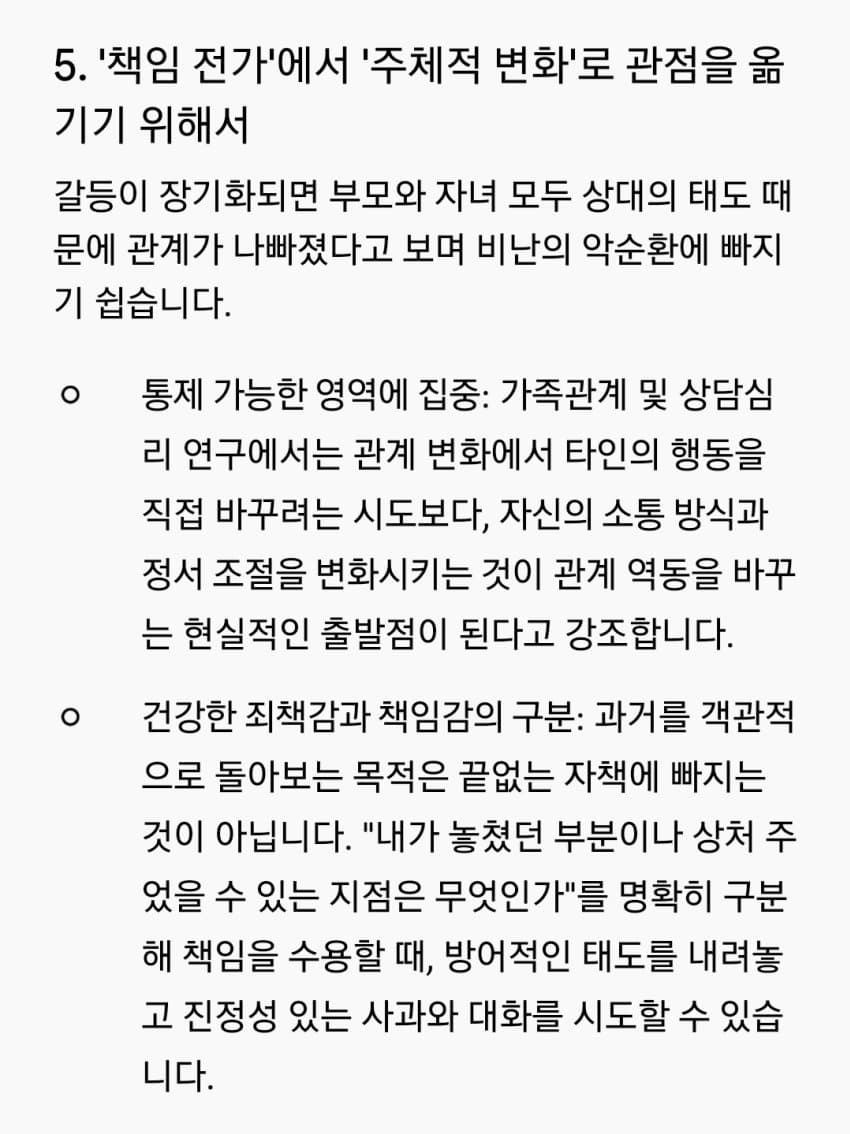 5. '책임 전가'에서 '주체적 변화'로 관점을 옮
기기 위해서
갈등이 장기화되면 부모와 자녀 모두 상대의 태도 때
문에 관계가 나빠졌다고 보며 비난의 악순환에 빠지
기 쉽습니다.
○ 통제 가능한 영역에 집중: 가족관계 및 상담심
리 연구에서는 관계 변화에서 타인의 행동을
직접 바꾸려는 시도보다, 자신의 소통 방식과
정서 조절을 변화시키는 것이 관계 역동을 바꾸
는 현실적인 출발점이 된다고 강조합니다.
○ 건강한 죄책감과 책임감의 구분: 과거를 객관적
으로 돌아보는 목적은 끝없는 자책에 빠지는
것이 아닙니다. "내가 놓쳤던 부분이나 상처 주
었을 수 있는 지점은 무엇인가"를 명확히 구분
해 책임을 수용할 때, 방어적인 태도를 내려놓
고 진정성 있는 사과와 대화를 시도할 수 있습
니다.